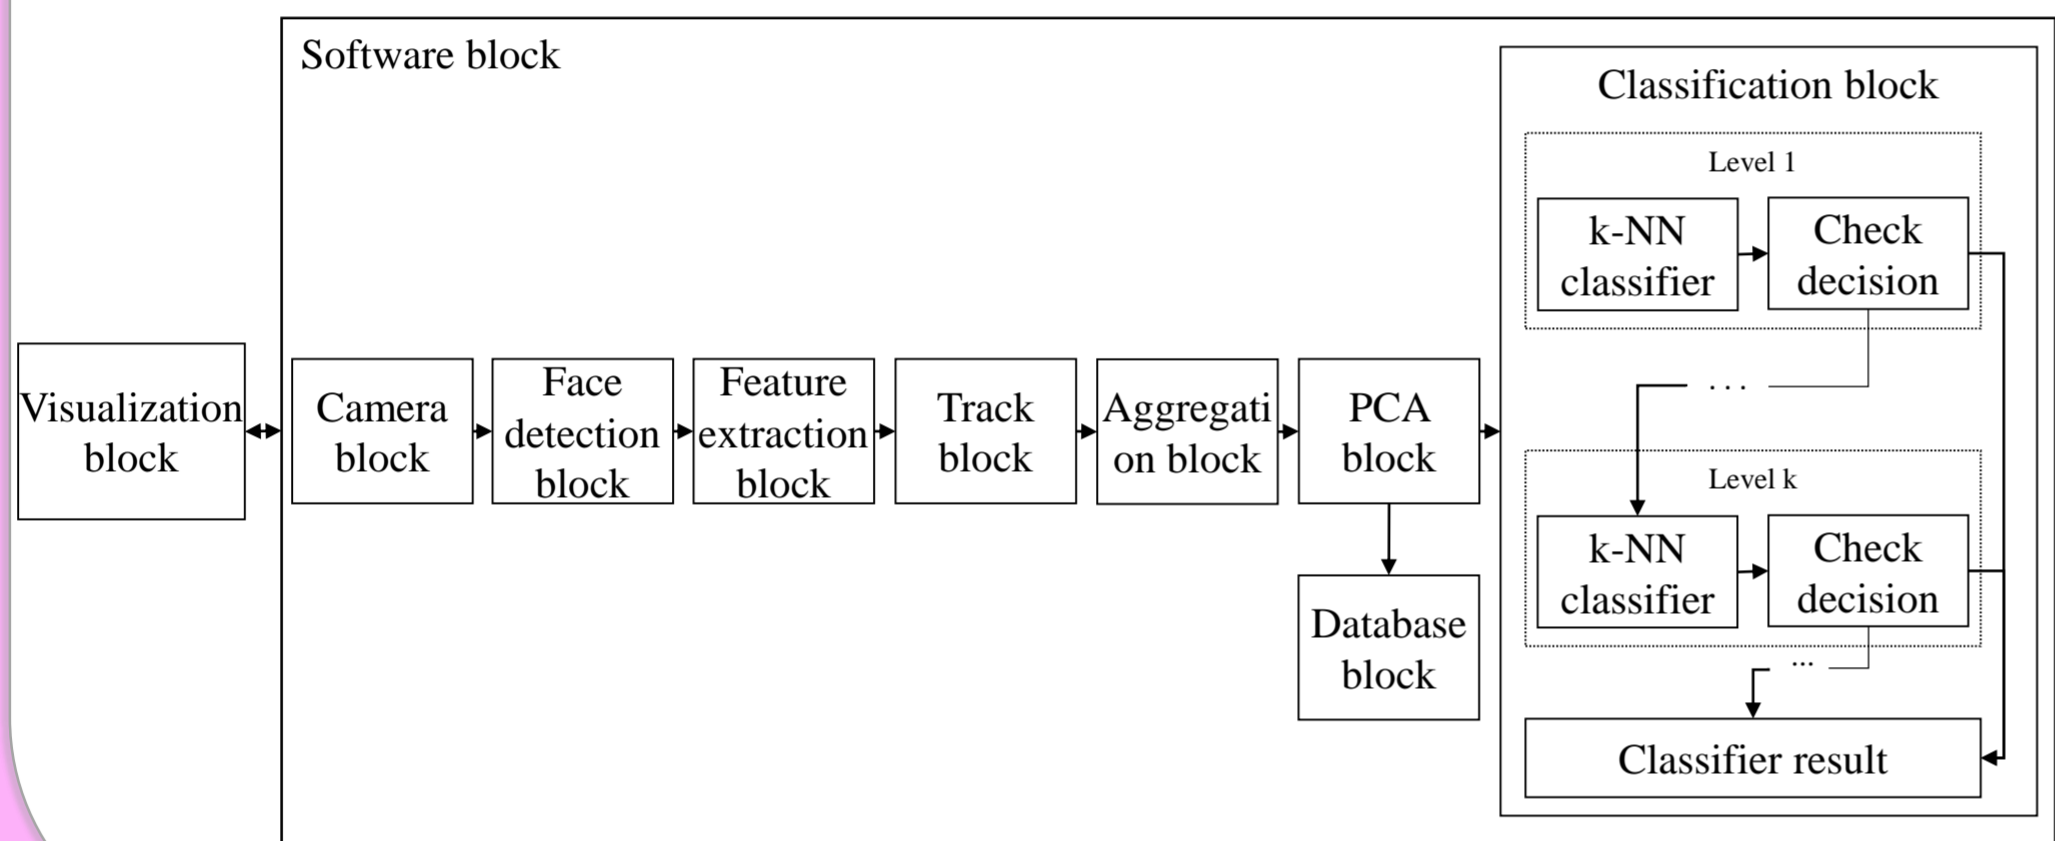 Software block
Classification block
Level 1
k-NN
classifier
Check
decision
Visualization
block
Camera
block
Face
detection
block
Feature
extraction
block
Track
block
Aggregati
on block
PCA
block
. . .
Level k
k-NN
classifier
Check
decision
Database
block
...
Classifier result